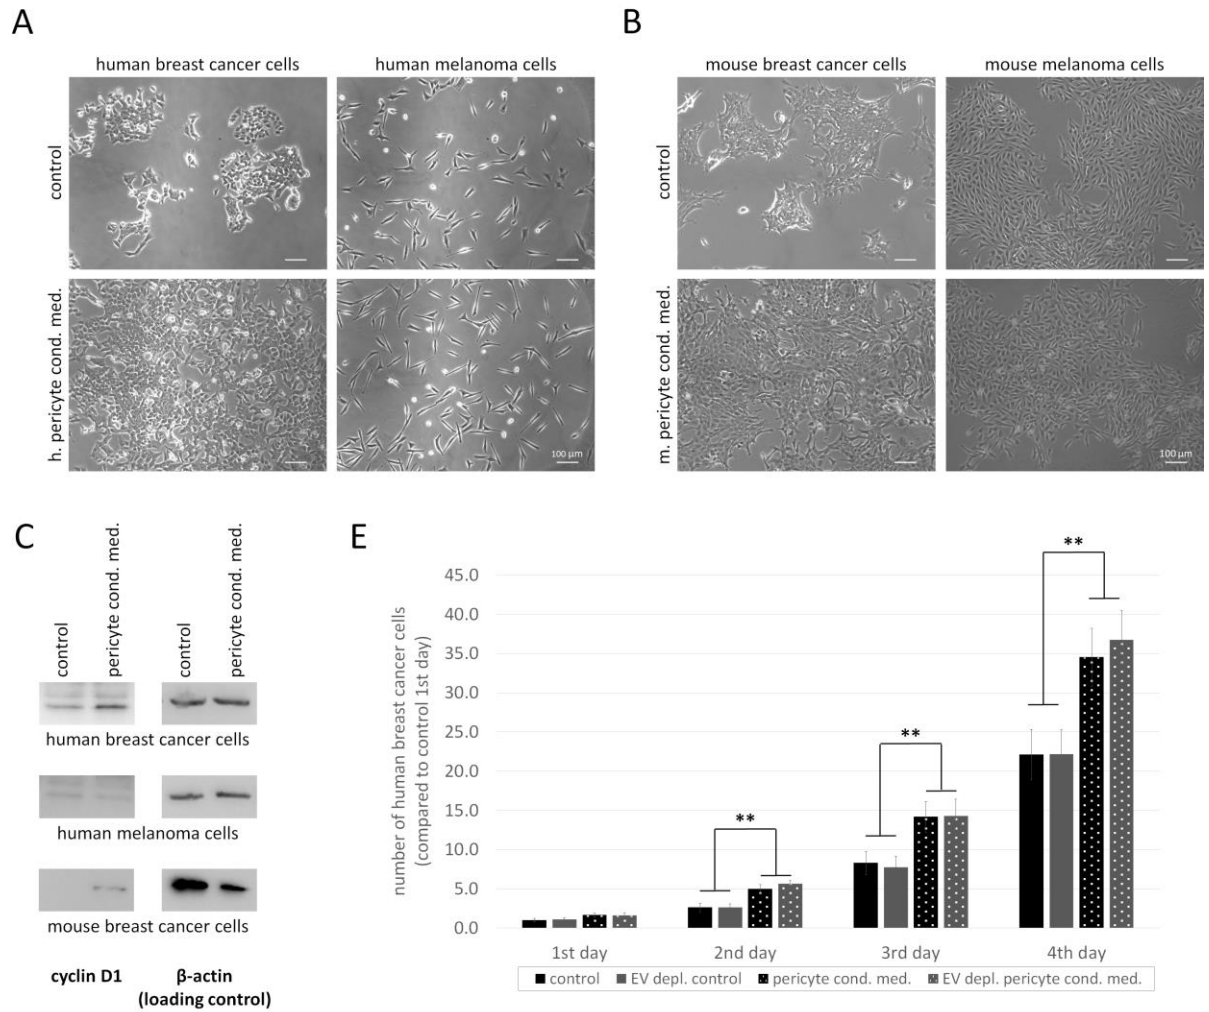 A
human breast cancer cells
human melanoma cells
control
h. pericyte cond. med.
100 µm
B
mouse breast cancer cells
mouse melanoma cells
control
m. pericyte cond. med.
100 µm
C
control
pericyte cond. med.
control
pericyte cond. med.
human breast cancer cells
human melanoma cells
mouse breast cancer cells
cyclin D1
β-actin
(loading control)
E
number of human breast cancer cells
(compared to control 1st day)
45.0
40.0
35.0
30.0
25.0
20.0
15.0
10.0
5.0
0.0
**
**
**
1st day
2nd day
3rd day
4th day
control
EV depl. control
pericyte cond. med.
EV depl. pericyte cond. med.